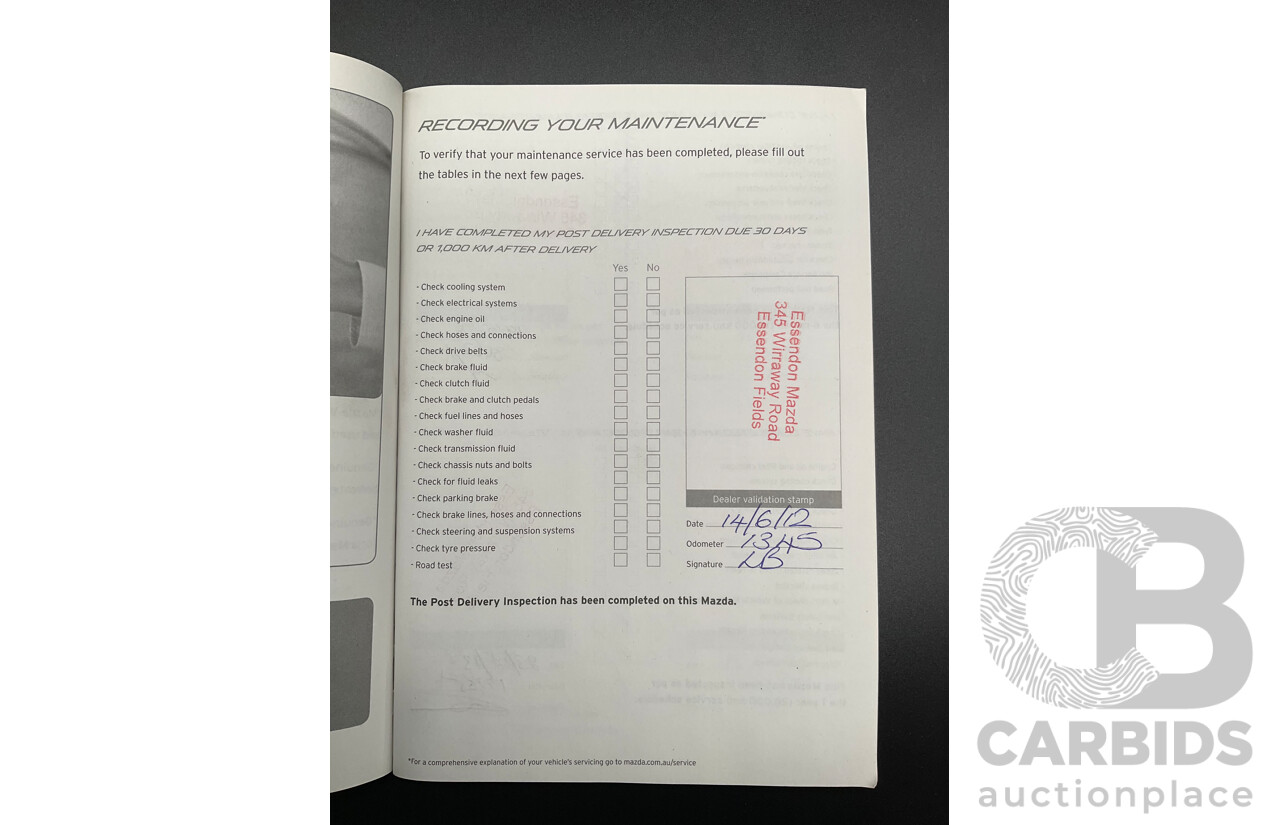 RECORDING YOUR MAINTENANCE*
To verify that your maintenance service has been completed, please fill out
the tables in the next few pages.
I HAVE COMPLETED MY POST DELIVERY INSPECTION DUE 30 DAYS
OR 1,000 KM AFTER DELIVERY
Yes No
- Check cooling system
- Check electrical systems
- Check engine oil
- Check hoses and connections
- Check drive belts
- Check brake fluid
- Check clutch fluid
- Check brake and clutch pedals
- Check fuel lines and hoses
- Check washer fluid
- Check transmission fluid
- Check chassis nuts and bolts
- Check for fluid leaks
- Check parking brake
- Check brake lines, hoses and connections
- Check steering and suspension systems
- Check tyre pressure
- Road test
Essendon Mazda
345 Wirraway Road
Essendon Fields
Dealer validation stamp
Date 14/6/12
Odometer 1345
Signature LB
The Post Delivery Inspection has been completed on this Mazda.
*For a comprehensive explanation of your vehicle's servicing go to mazda.com.au/service
CB
CARBIDS
auctionplace